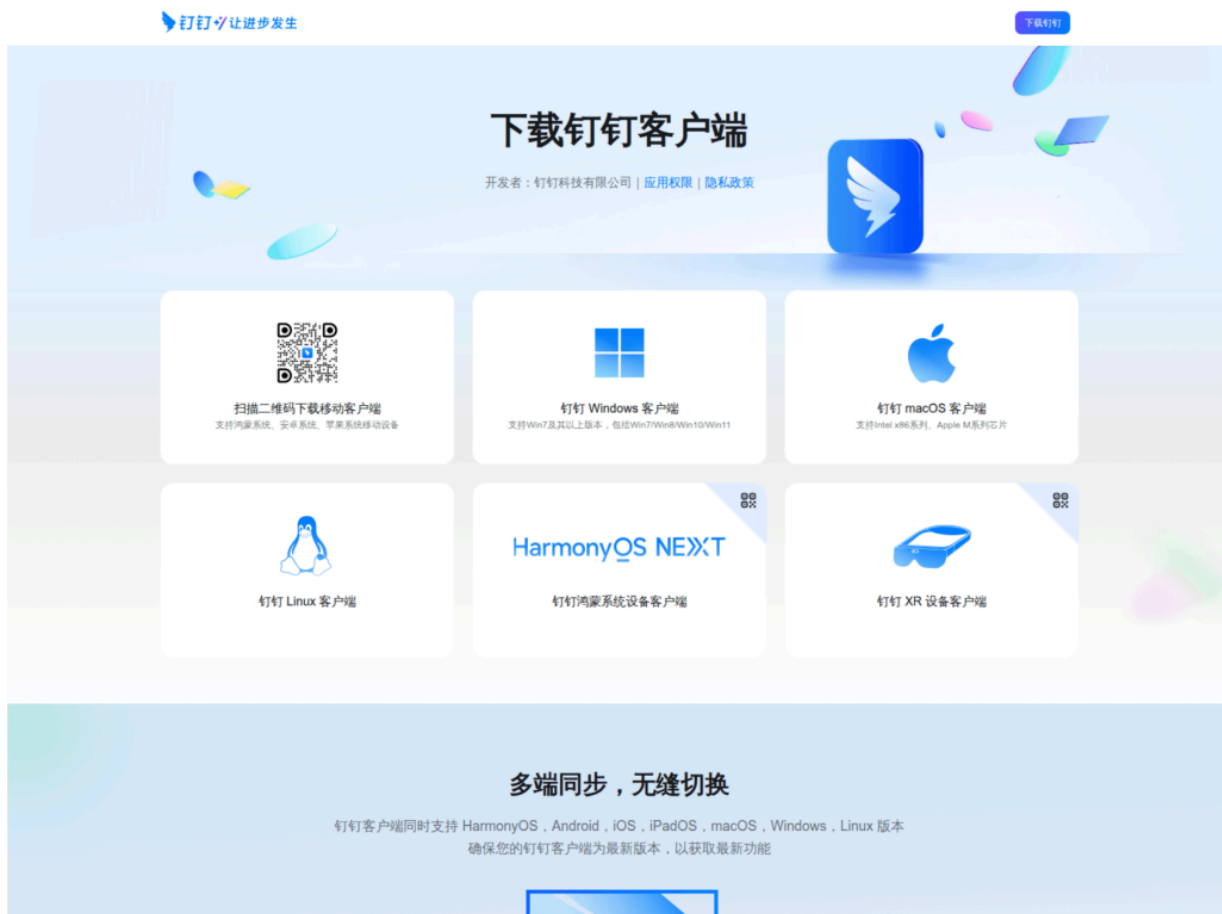 钉钉 让进步发生
下载钉钉
下载钉钉客户端
开发者：钉钉科技有限公司 | 应用权限 | 隐私政策
扫描二维码下载移动客户端
支持鸿蒙系统、安卓系统、苹果系统移动设备
钉钉 Windows 客户端
支持Win7及其以上版本，包括Win7/Win8/Win10/Win11
钉钉 macOS 客户端
支持Intel x86系列、Apple M系列芯片
钉钉 Linux 客户端
HarmonyOS NEXT
钉钉鸿蒙系统设备客户端
钉钉 XR 设备客户端
多端同步，无缝切换
钉钉客户端同时支持 HarmonyOS，Android，iOS，iPadOS，macOS，Windows，Linux 版本
确保您的钉钉客户端为最新版本，以获取最新功能